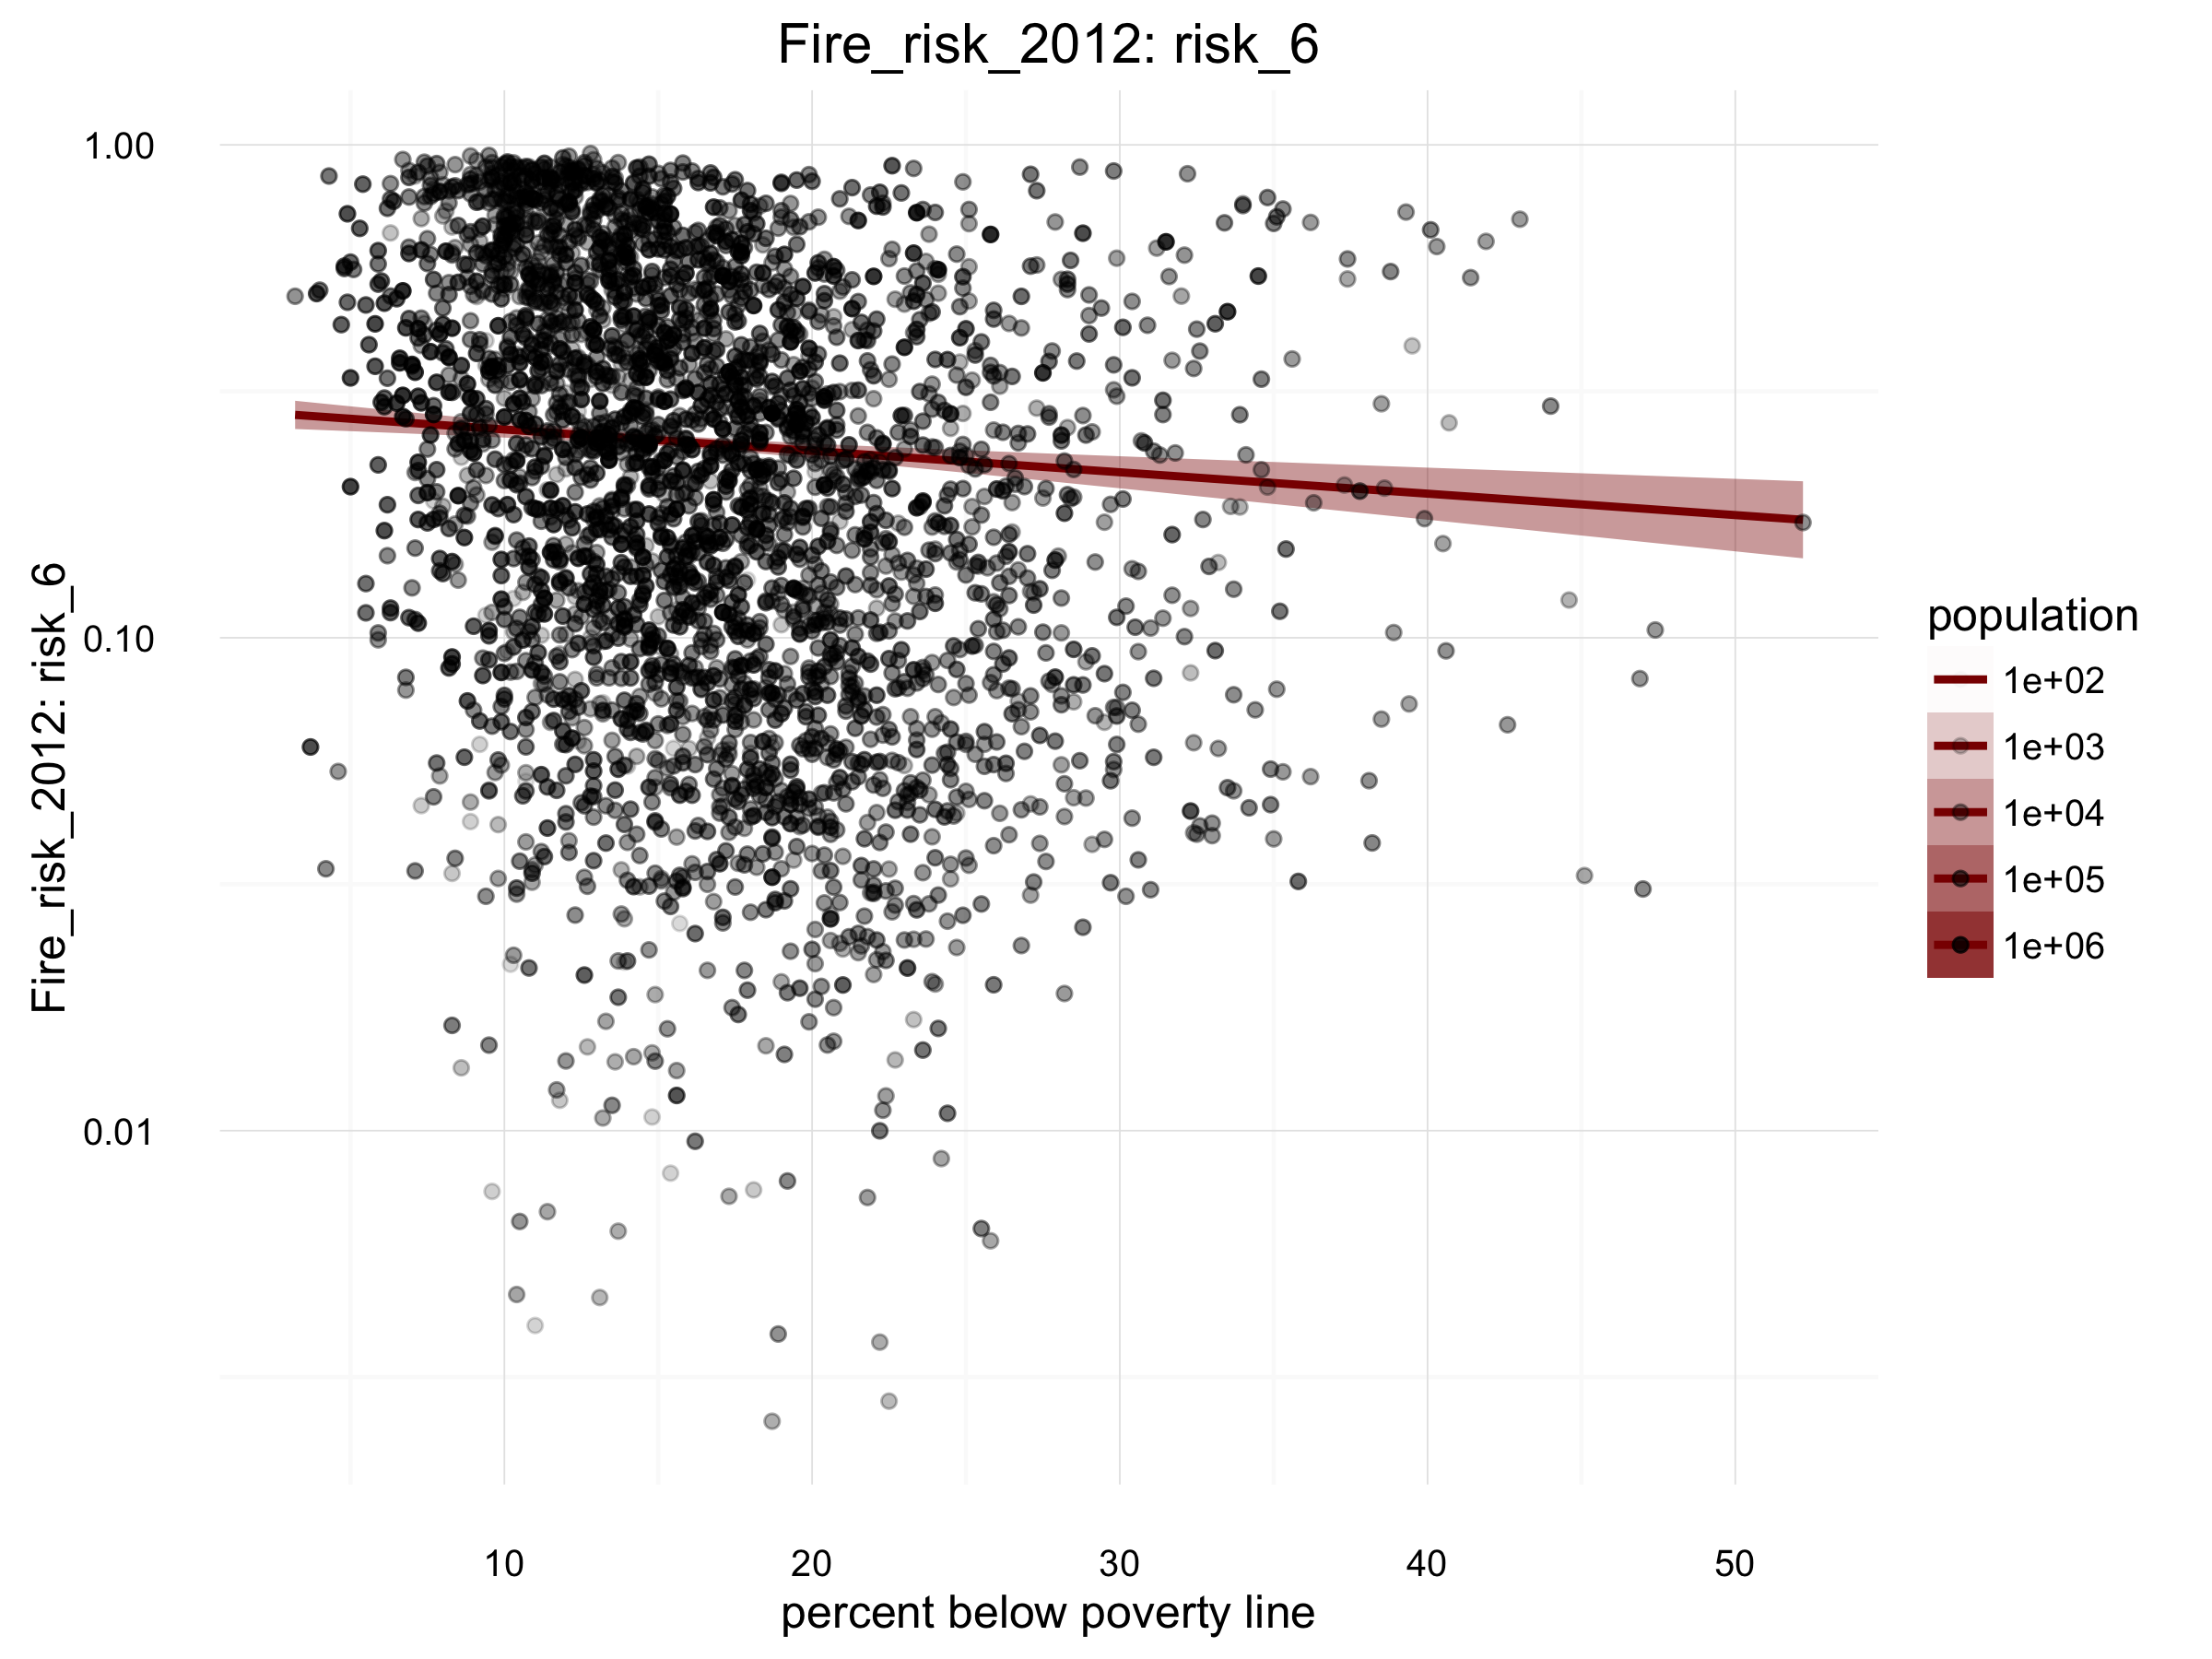 Fire_risk_2012: risk_6
Fire_risk_2012: risk_6
1.00
0.10
0.01
10
20
30
40
50
percent below poverty line
population
1e+02
1e+03
1e+04
1e+05
1e+06